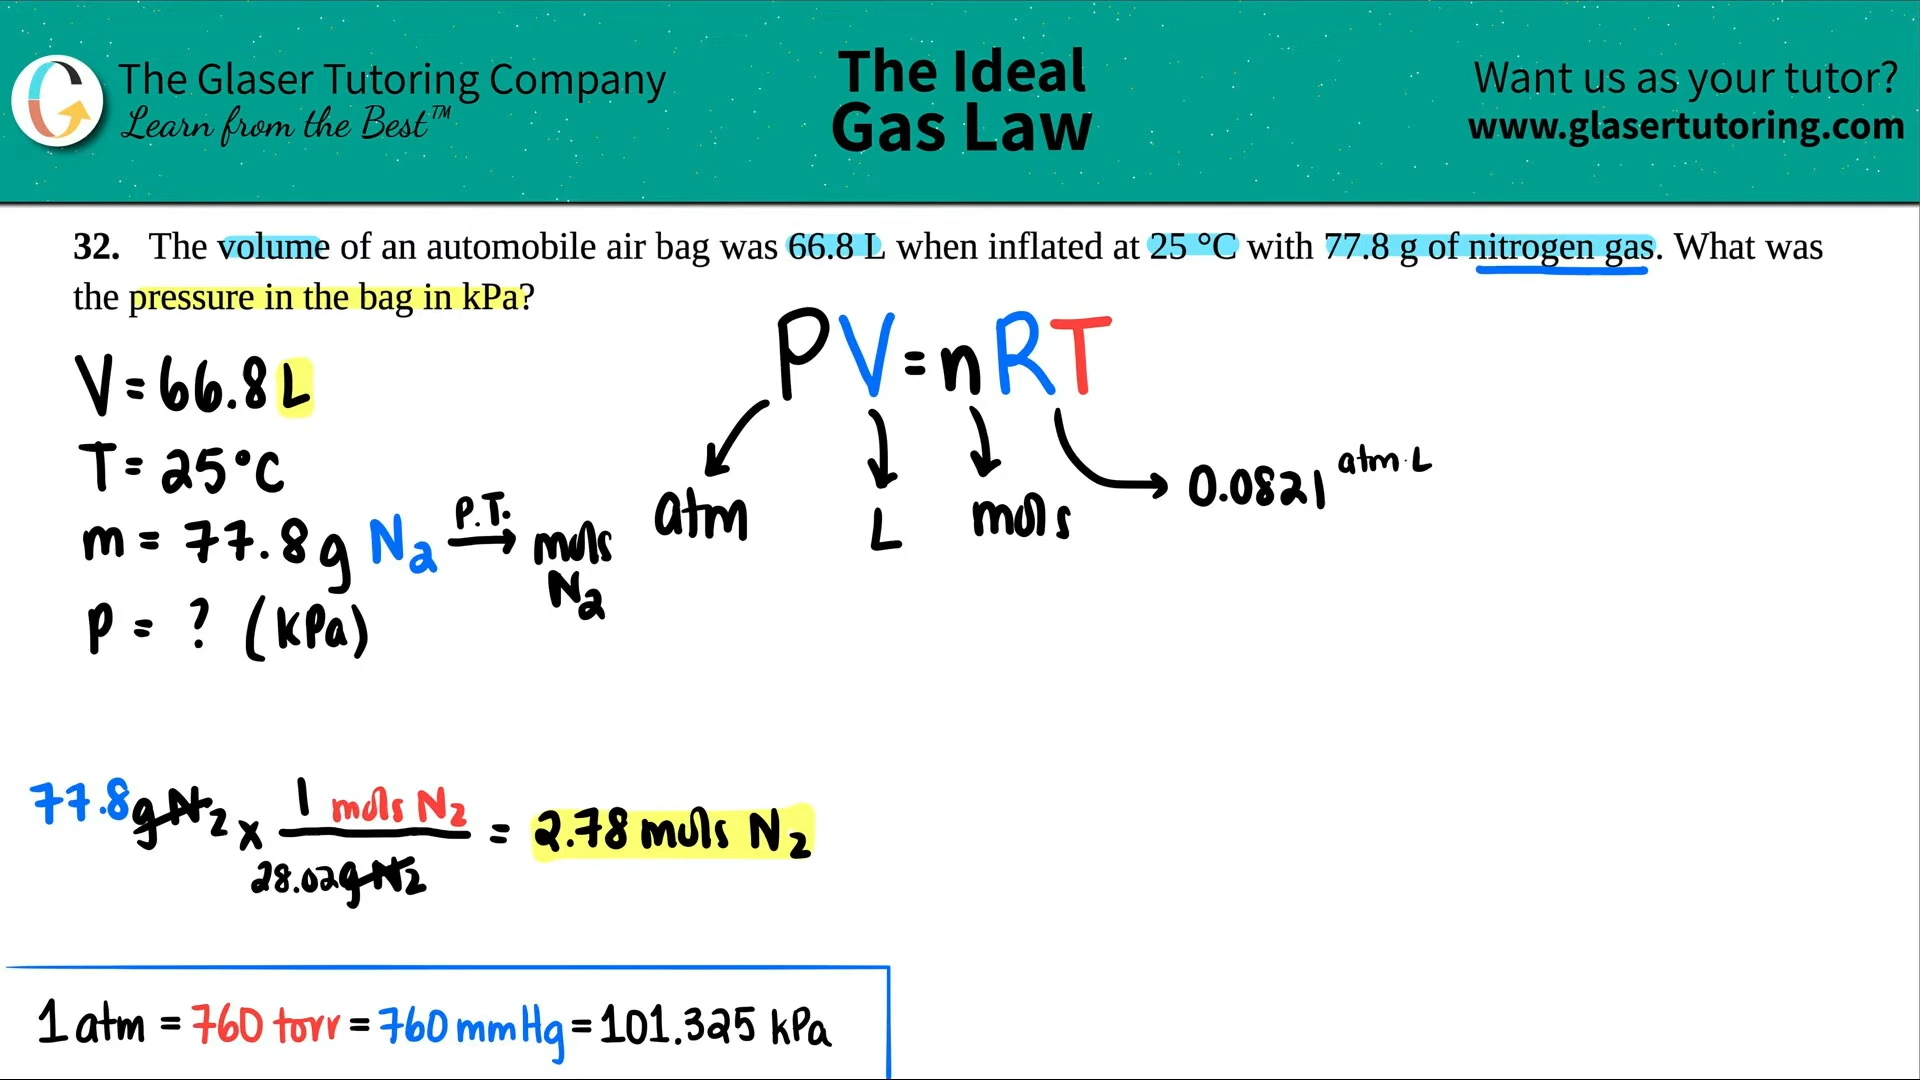 The Glaser Tutoring Company
Learn from the Best™
The Ideal
Gas Law
Want us as your tutor?
www.glasertutoring.com
32. The volume of an automobile air bag was 66.8 L when inflated at 25 °C with 77.8 g of nitrogen gas. What was
the pressure in the bag in kPa?
PV=nRT
atm L mols 0.0821 atm·L
V=66.8 L
T=25°C
m = 77.8g N2 P.T. mols N2
P = ? (kPa)
77.8g N2 x 1 mols N2 / 28.02g N2 = 2.78 mols N2
1 atm = 760 torr = 760 mmHg = 101.325 kPa